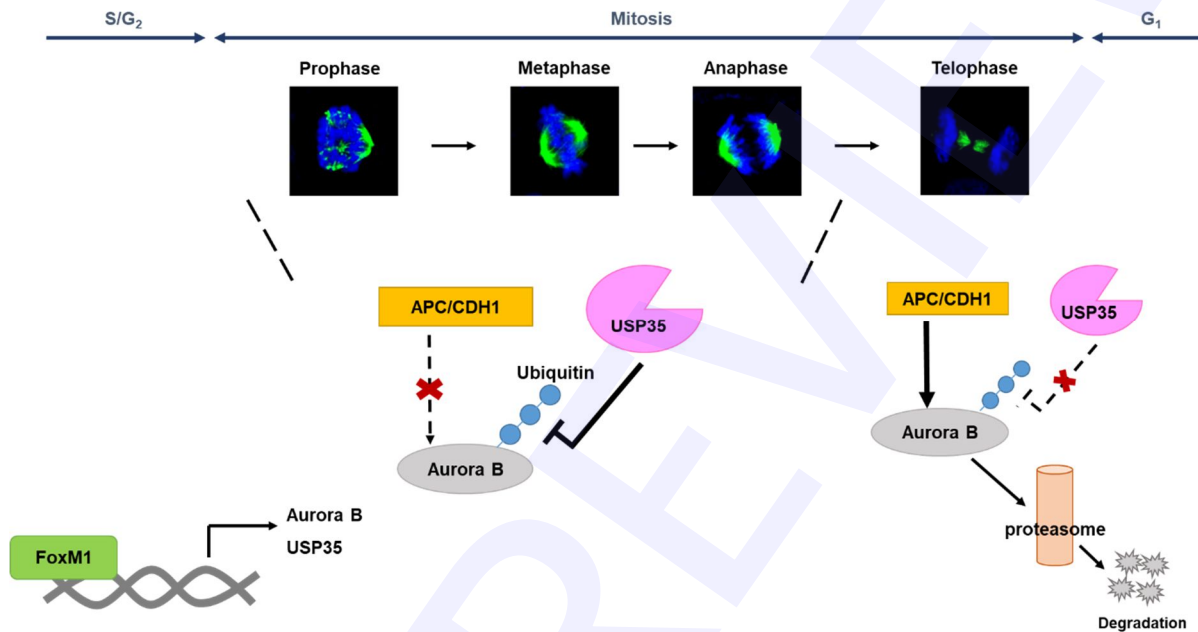 S/G₂
Mitosis
G₁
Prophase
Metaphase
Anaphase
Telophase
APC/CDH1
USP35
Ubiquitin
Aurora B
APC/CDH1
USP35
Aurora B
proteasome
Degradation
Aurora B
USP35
FoxM1
REVIE